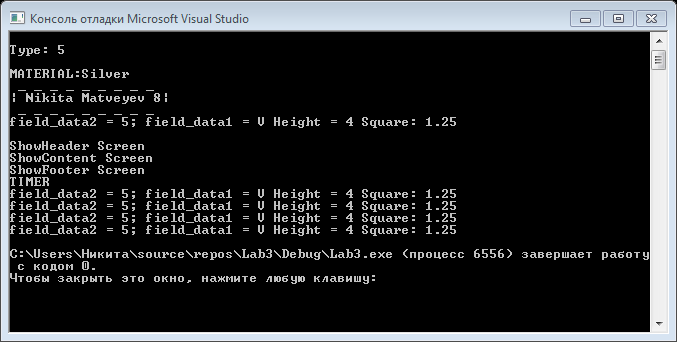 Консоль отладки Microsoft Visual Studio
Type: 5
MATERIAL:Silver
_ _ _ _ _ _ _ _ _
¦ Nikita Matveyev 8¦
_ _ _ _ _ _ _ _ _
field_data2 = 5; field_data1 = V Height = 4 Square: 1.25
ShowHeader Screen
ShowContent Screen
ShowFooter Screen
TIMER
field_data2 = 5; field_data1 = V Height = 4 Square: 1.25
field_data2 = 5; field_data1 = V Height = 4 Square: 1.25
field_data2 = 5; field_data1 = V Height = 4 Square: 1.25
field_data2 = 5; field_data1 = V Height = 4 Square: 1.25
C:\Users\Никита\source\repos\Lab3\Debug\Lab3.exe (процесс 6556) завершает работу
с кодом 0.
Чтобы закрыть это окно, нажмите любую клавишу: